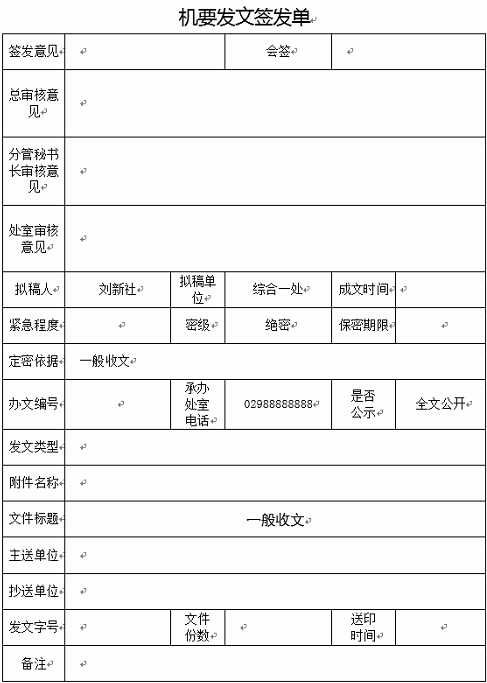 机要发文签发单
签发意见 会签
总审核意
见
分管秘书
长审核意
见
处室审核
意见
拟稿人 刘新社 拟稿单
位 综合一处 成文时间
紧急程度 密级 绝密 保密期限
定密依据 一般收文
办文编号 承办
处室
电话 02988888888 是否
公示 全文公开
发文类型
附件名称
文件标题 一般收文
主送单位
抄送单位
发文字号 文件
份数 送印
时间
备注